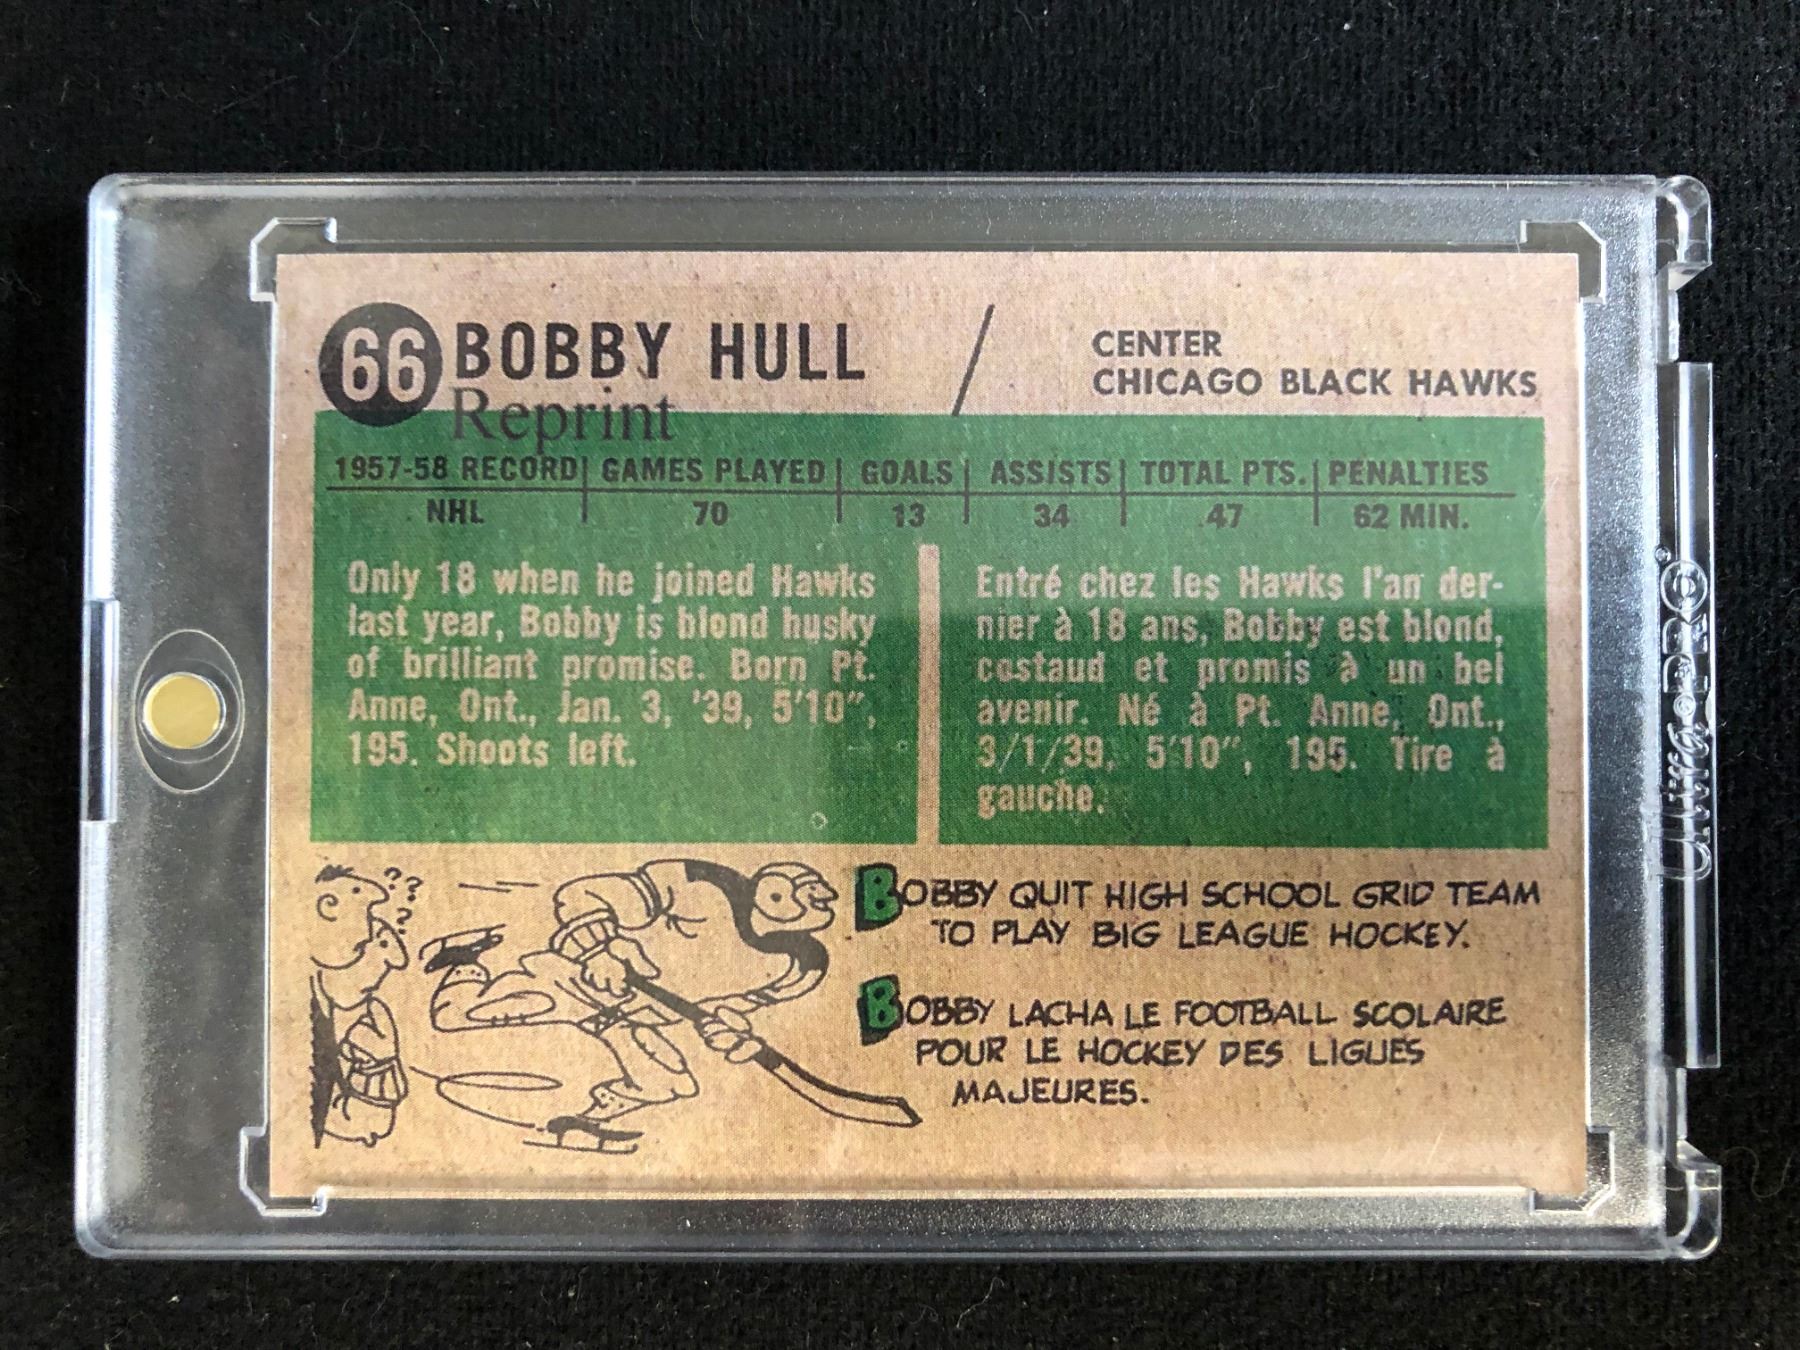 66 BOBBY HULL / CENTER
CHICAGO BLACK HAWKS
Reprint
1957-58 RECORD GAMES PLAYED GOALS ASSISTS TOTAL PTS. PENALTIES
NHL 70 13 34 47 62 MIN.
Only 18 when he joined Hawks
last year, Bobby is blond husky
of brilliant promise. Born Pt.
Anne, Ont., Jan. 3, '39, 5'10",
195. Shoots left.
Entré chez les Hawks l'an der-
nier à 18 ans, Bobby est blond,
costaud et promis à un bel
avenir. Né à Pt. Anne, Ont.,
3/1/39, 5'10", 195. Tire à
gauche.
???
BOBBY QUIT HIGH SCHOOL GRID TEAM
TO PLAY BIG LEAGUE HOCKEY.
BOBBY LACHA LE FOOTBALL SCOLAIRE
POUR LE HOCKEY DES LIGUES
MAJEURES.
Ultra PRO®